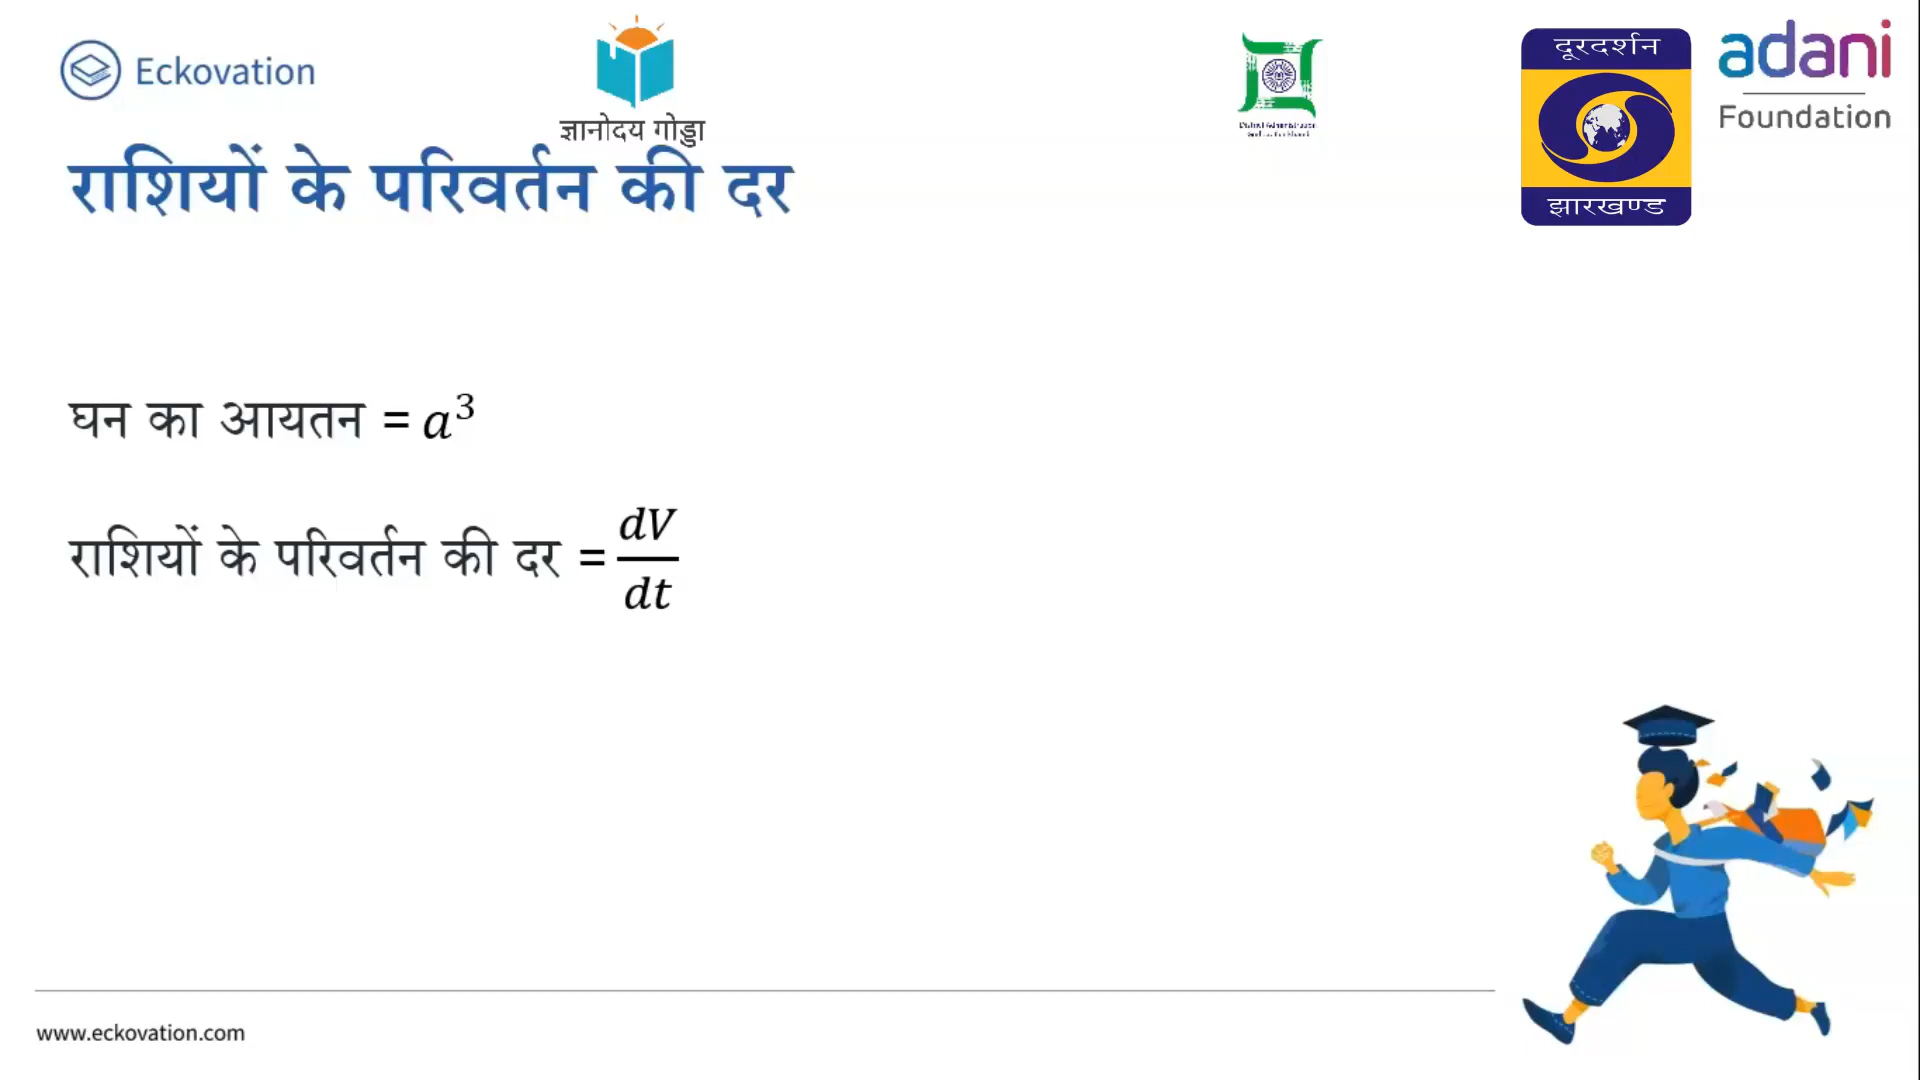 Eckovation
ज्ञानोदय गोड्डा
दूरदर्शन
झारखण्ड
adani
Foundation
राशियों के परिवर्तन की दर
घन का आयतन = a³
राशियों के परिवर्तन की दर = dV/dt
www.eckovation.com